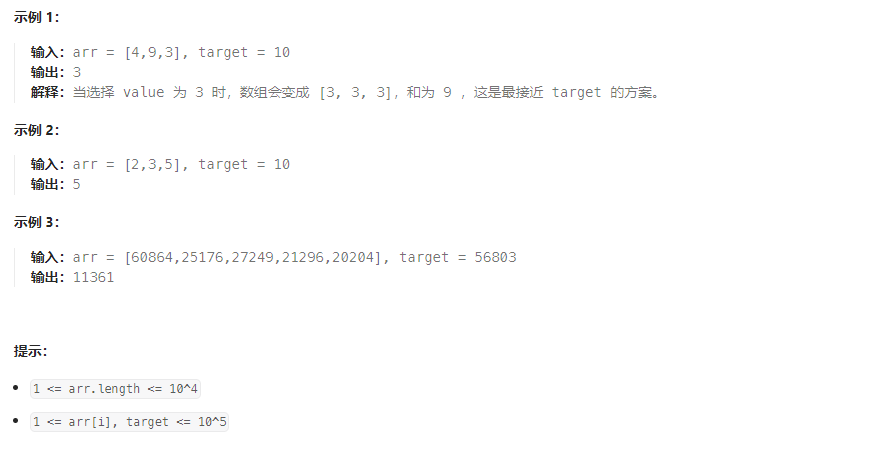 示例 1：
输入：arr = [4,9,3], target = 10
输出：3
解释：当选择 value 为 3 时，数组会变成 [3, 3, 3]，和为 9 ，这是最接近 target 的方案。
示例 2：
输入：arr = [2,3,5], target = 10
输出：5
示例 3：
输入：arr = [60864,25176,27249,21296,20204], target = 56803
输出：11361
提示：
1 <= arr.length <= 10^4
1 <= arr[i], target <= 10^5